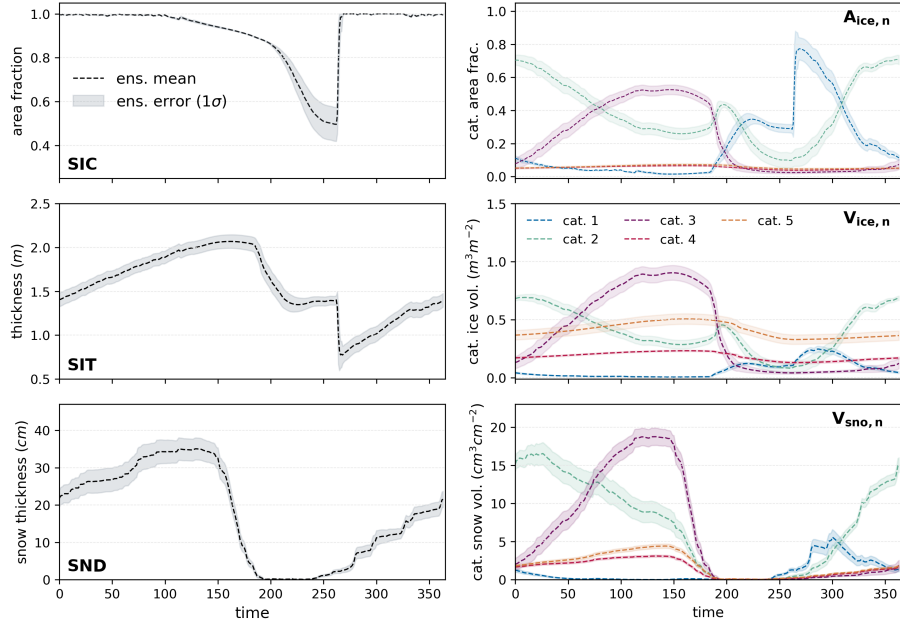 1.0
0.8
0.6
0.4
area fraction
ens. mean
ens. error (1σ)
SIC
0.8
0.6
0.4
0.2
0.0
cat. area frac.
A_ice, n
2.5
2.0
1.5
1.0
0.5
thickness (m)
SIT
1.5
1.0
0.5
0.0
cat. ice vol. (m³m⁻²)
cat. 1 cat. 3 cat. 5
cat. 2 cat. 4
V_ice, n
40
30
20
10
0
snow thickness (cm)
SND
0 50 100 150 200 250 300 350
time
20
15
10
5
0
cat. snow vol. (cm³cm⁻²)
V_sno, n
0 50 100 150 200 250 300 350
time